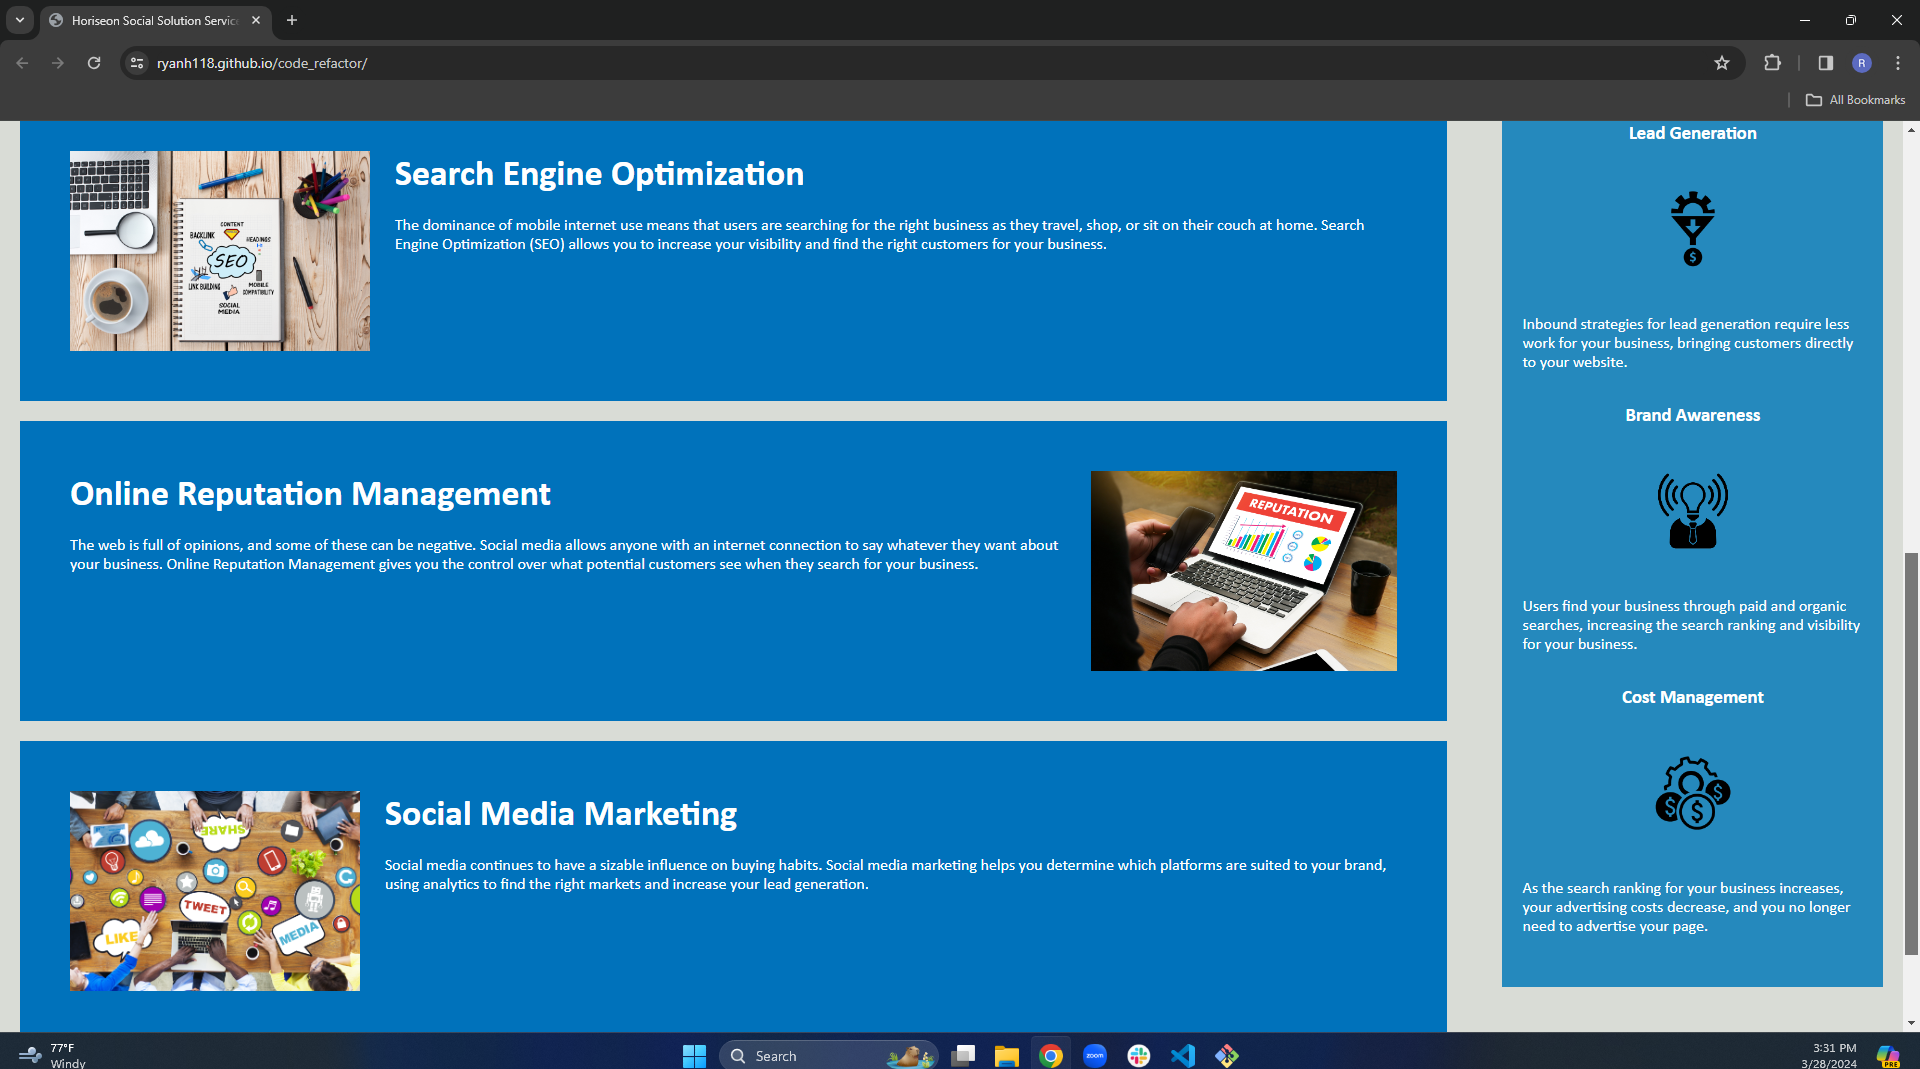 Horiseon Social Solution Service
ryanh118.github.io/code_refactor/
R
All Bookmarks
CONTENT
BACKLINK
HEADINGS
SEO
LINK BUILDING
MOBILE
COMPATIBILITY
SOCIAL
MEDIA
Search Engine Optimization
The dominance of mobile internet use means that users are searching for the right business as they travel, shop, or sit on their couch at home. Search
Engine Optimization (SEO) allows you to increase your visibility and find the right customers for your business.
Online Reputation Management
The web is full of opinions, and some of these can be negative. Social media allows anyone with an internet connection to say whatever they want about
your business. Online Reputation Management gives you the control over what potential customers see when they search for your business.
REPUTATION
SHARE
TWEET
LIKE
MEDIA
Social Media Marketing
Social media continues to have a sizable influence on buying habits. Social media marketing helps you determine which platforms are suited to your brand,
using analytics to find the right markets and increase your lead generation.
Lead Generation
$
Inbound strategies for lead generation require less
work for your business, bringing customers directly
to your website.
Brand Awareness
Users find your business through paid and organic
searches, increasing the search ranking and visibility
for your business.
Cost Management
$ $ $
As the search ranking for your business increases,
your advertising costs decrease, and you no longer
need to advertise your page.
77°F
Windy
Search
zoom
3:31 PM
3/28/2024
PRE